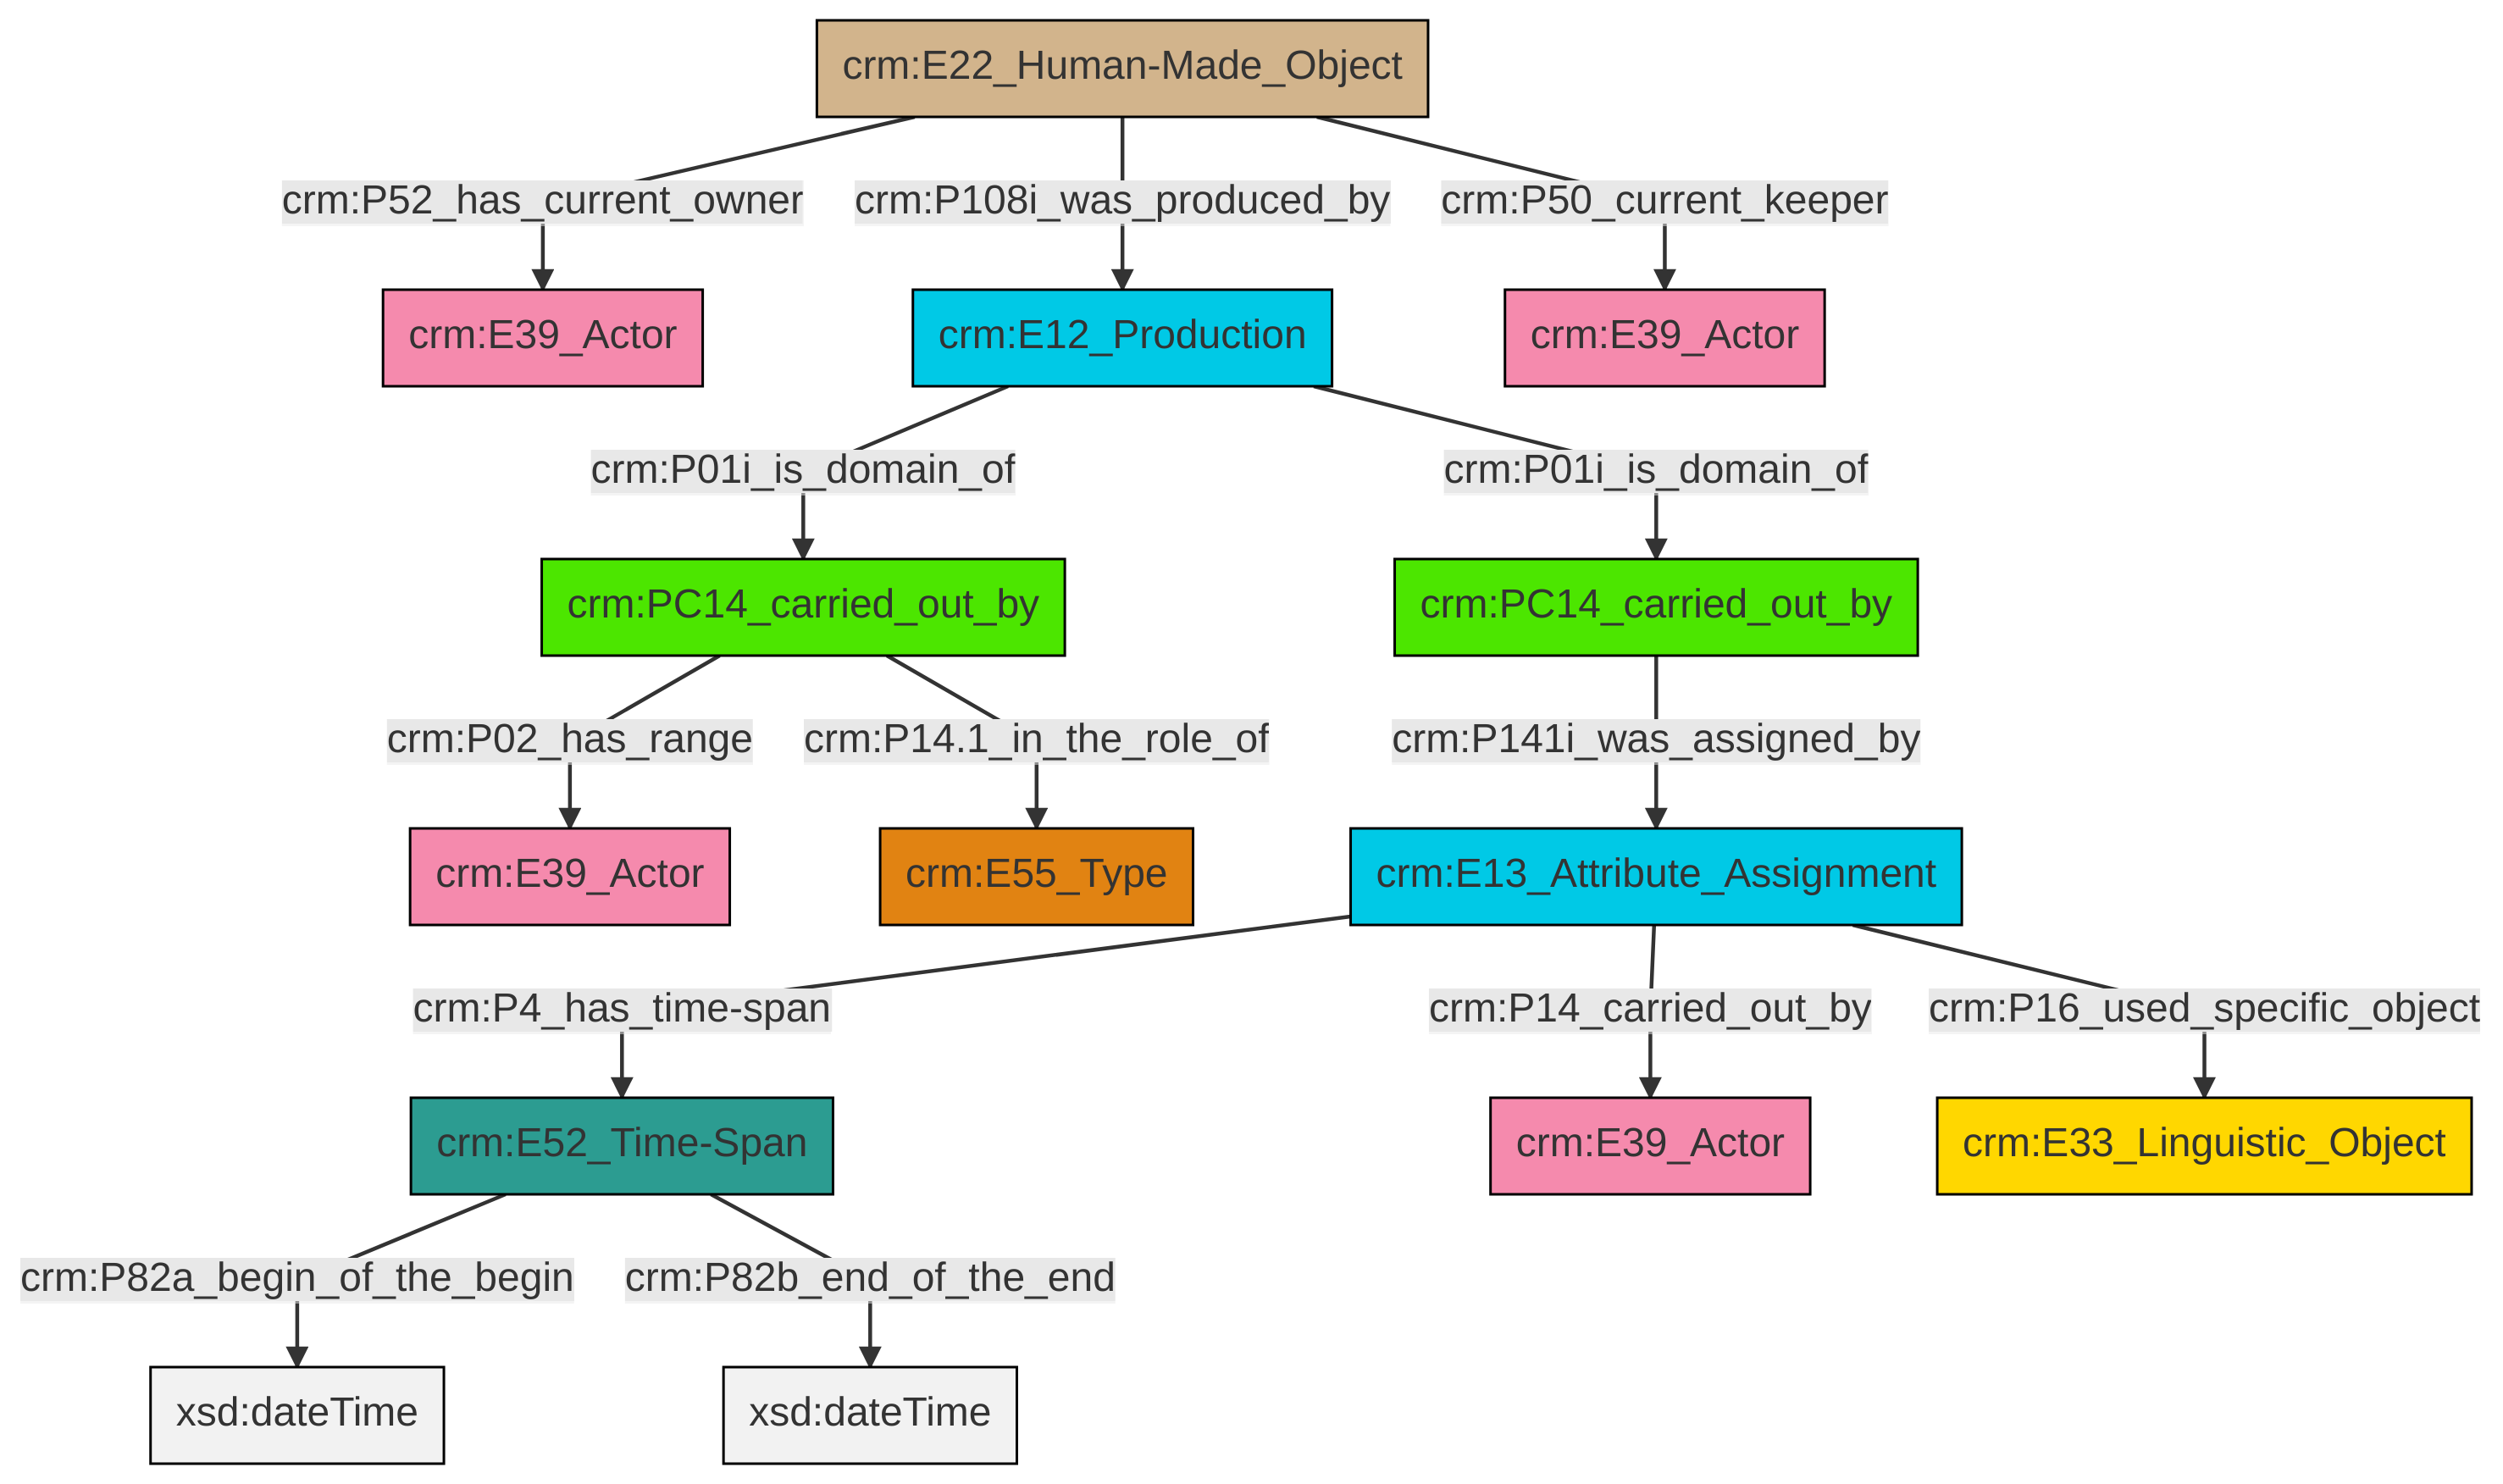 crm:E22_Human-Made_Object
crm:P52_has_current_owner
crm:P108i_was_produced_by
crm:P50_current_keeper
crm:E39_Actor
crm:E12_Production
crm:E39_Actor
crm:P01i_is_domain_of
crm:P01i_is_domain_of
crm:PC14_carried_out_by
crm:PC14_carried_out_by
crm:P02_has_range
crm:P14.1_in_the_role_of
crm:P141i_was_assigned_by
crm:E39_Actor
crm:E55_Type
crm:E13_Attribute_Assignment
crm:P4_has_time-span
crm:P14_carried_out_by
crm:P16_used_specific_object
crm:E52_Time-Span
crm:E39_Actor
crm:E33_Linguistic_Object
crm:P82a_begin_of_the_begin
crm:P82b_end_of_the_end
xsd:dateTime
xsd:dateTime